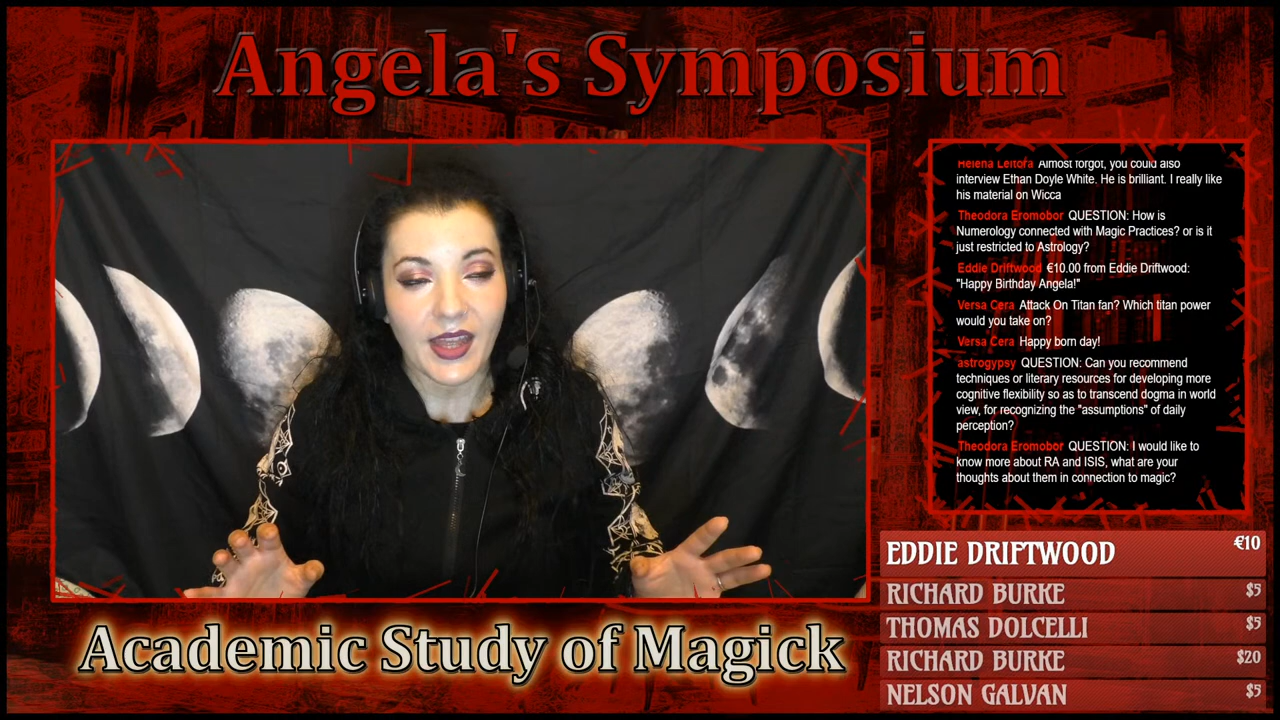 Angela's Symposium
Helena Leitora Almost forgot, you could also
interview Ethan Doyle White. He is brilliant. I really like
his material on Wicca
Theodora Eromobor QUESTION: How is
Numerology connected with Magic Practices? or is it
just restricted to Astrology?
Eddie Driftwood €10.00 from Eddie Driftwood:
"Happy Birthday Angela!"
Versa Cera Attack On Titan fan? Which titan power
would you take on?
Versa Cera Happy born day!
astrogypsy QUESTION: Can you recommend
techniques or literary resources for developing more
cognitive flexibility so as to transcend dogma in world
view, for recognizing the "assumptions" of daily
perception?
Theodora Eromobor QUESTION: I would like to
know more about RA and ISIS, what are your
thoughts about them in connection to magic?
EDDIE DRIFTWOOD €10
RICHARD BURKE $5
THOMAS DOLCELLI $5
RICHARD BURKE $20
NELSON GALVAN $5
Academic Study of Magick